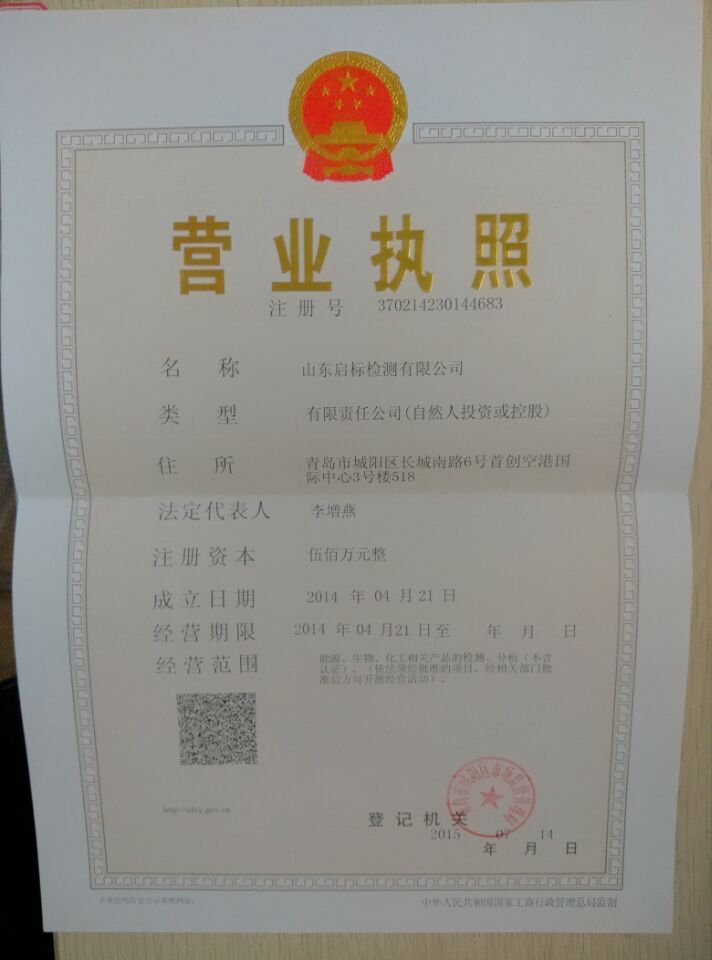 营业执照
注册号 370214230144683
名称 山东启标检测有限公司
类型 有限责任公司(自然人投资或控股)
住所 青岛市城阳区长城南路6号首创空港国
际中心3号楼518
法定代表人 李增燕
注册资本 伍佰万元整
成立日期 2014 年 04 月 21 日
经营期限 2014 年 04 月 21 日至 年 月 日
经营范围 能源、生物、化工相关产品的检测、分析（不含
认证）。（依法须经批准的项目，经相关部门批
准后方可开展经营活动）。
登记机关
2015 07 14
年 月 日
中华人民共和国国家工商行政管理总局监制